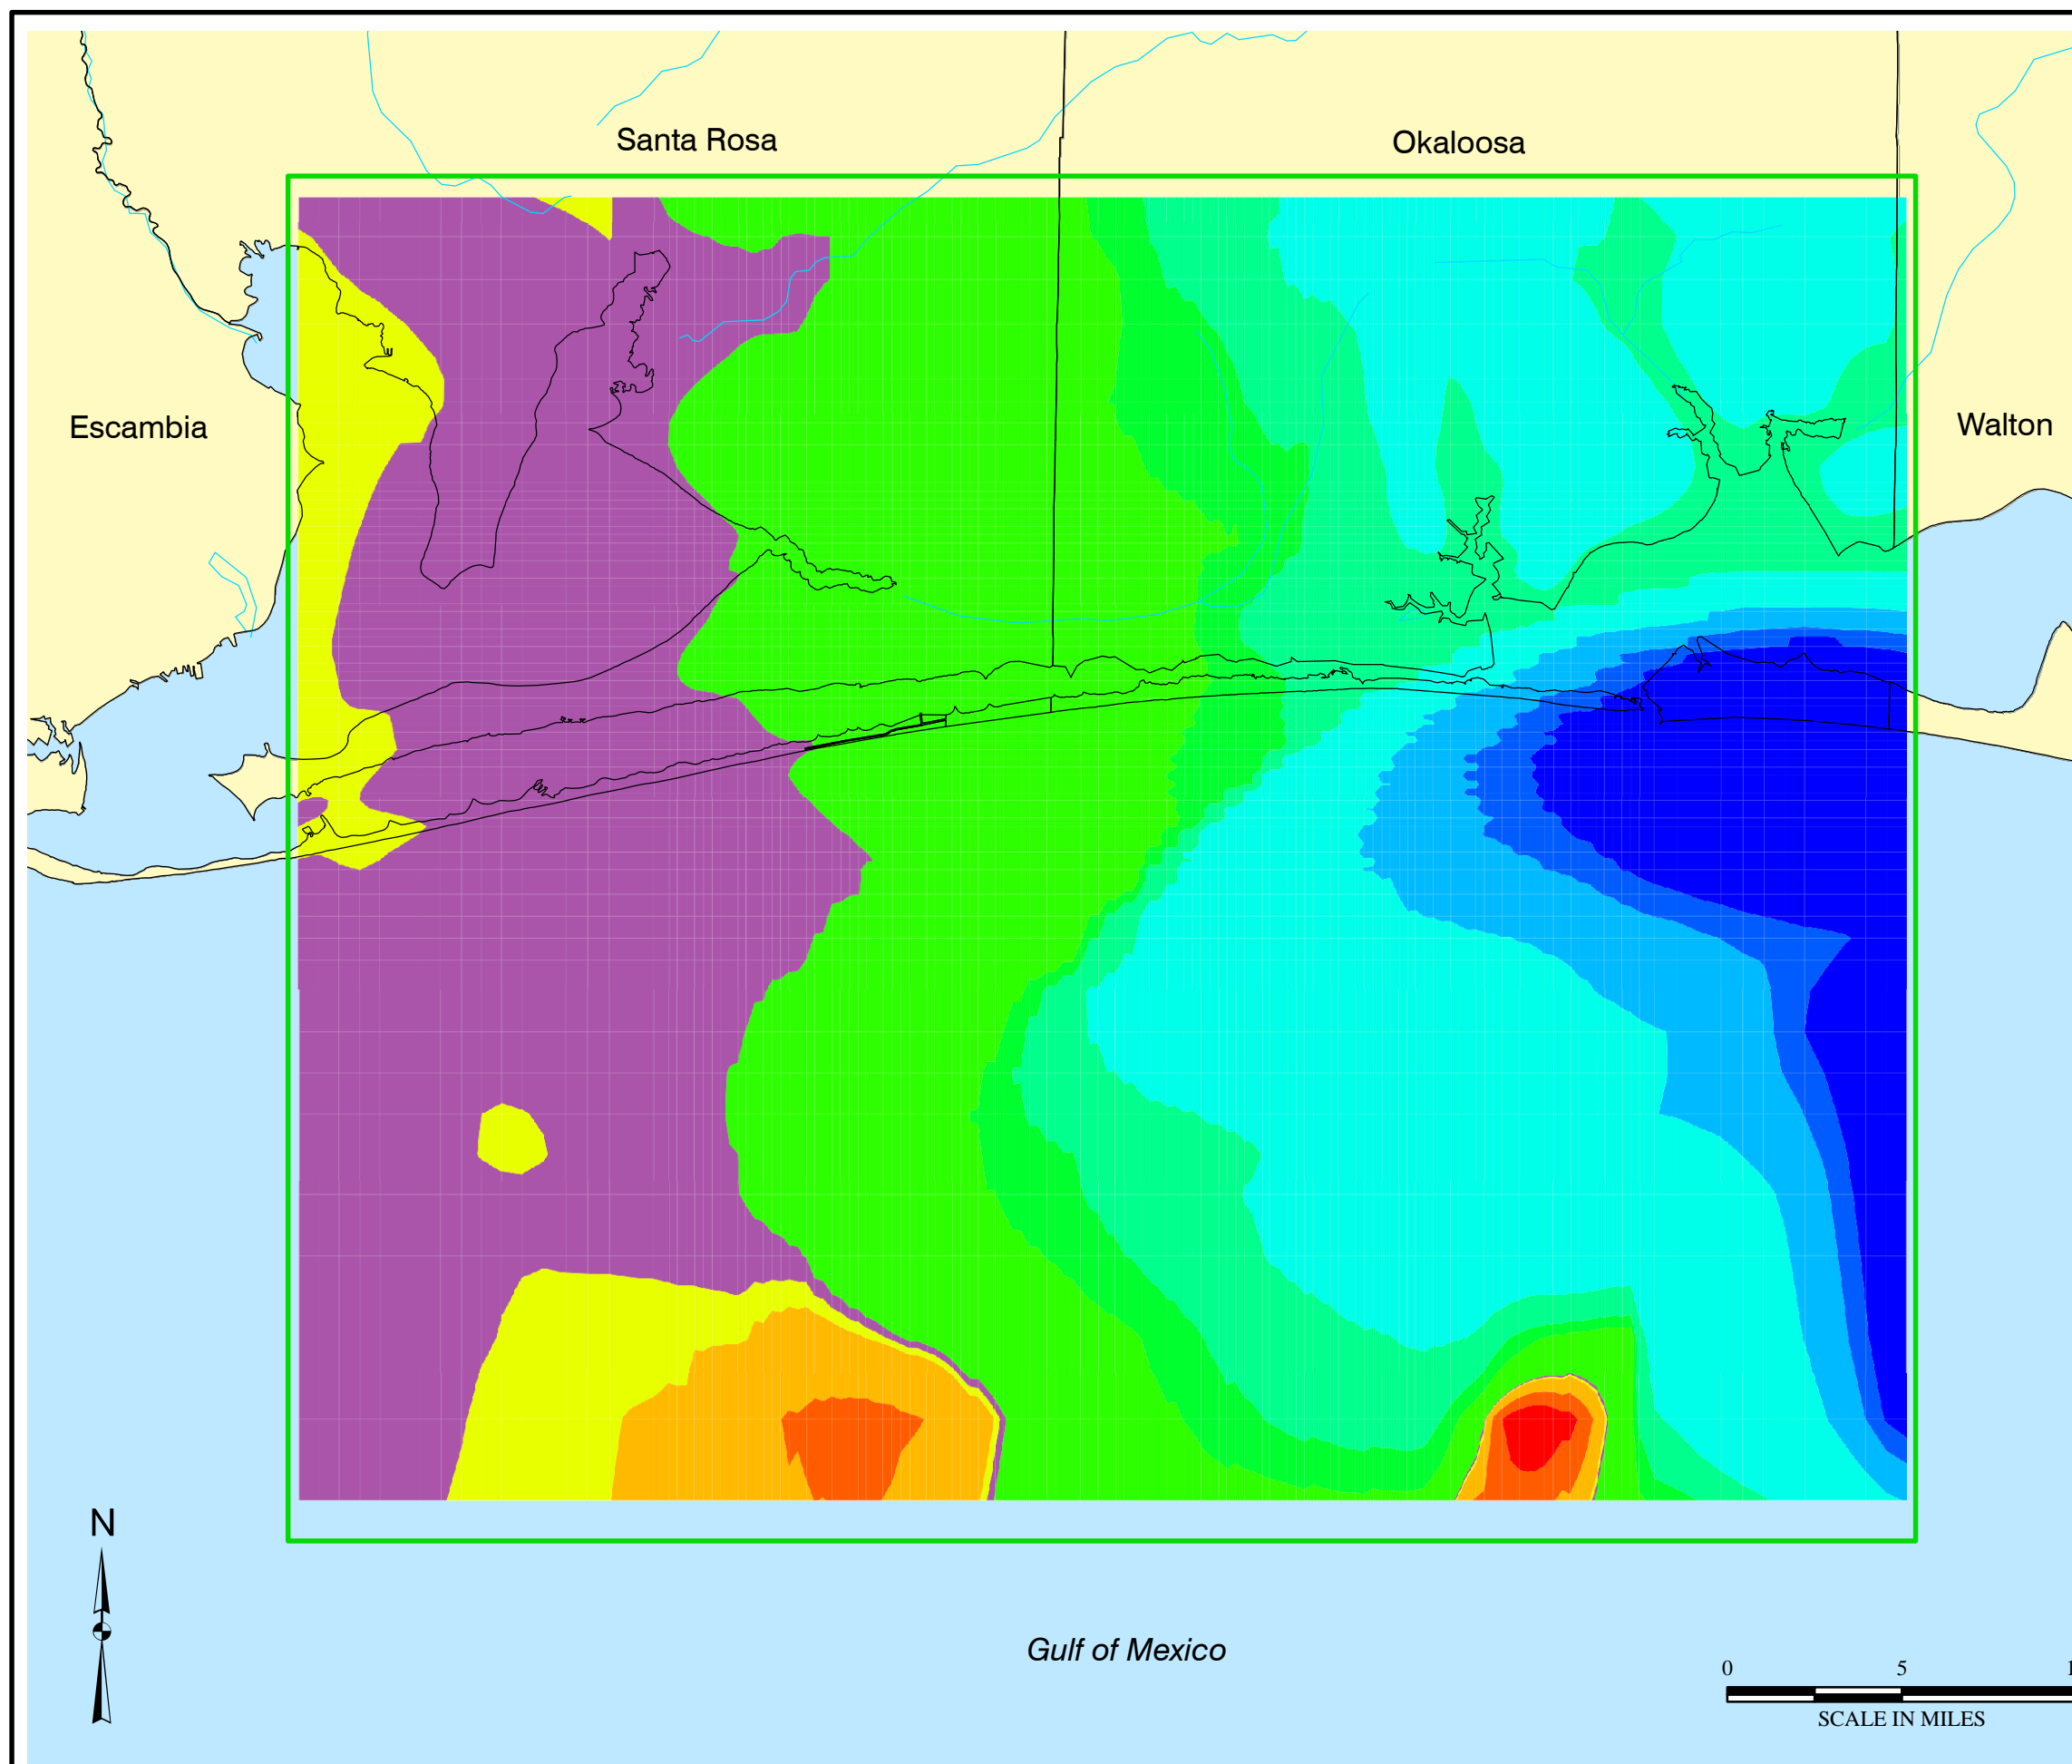 Santa Rosa
Okaloosa
Escambia
Walton
N
Gulf of Mexico
0 5
SCALE IN MILES